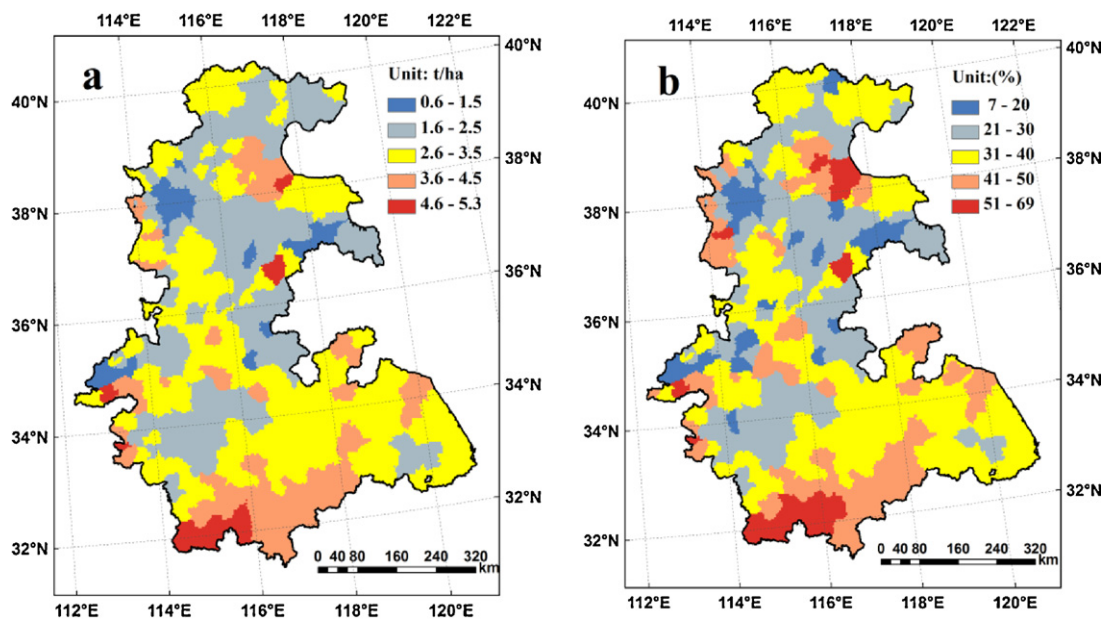 114°E 116°E 118°E 120°E 122°E
a
Unit: t/ha
0.6 - 1.5
1.6 - 2.5
2.6 - 3.5
3.6 - 4.5
4.6 - 5.3
40°N
38°N
36°N
34°N
32°N
40°N
38°N
36°N
34°N
32°N
0 40 80 160 240 320
km
112°E 114°E 116°E 118°E 120°E
114°E 116°E 118°E 120°E 122°E
b
Unit:(%)
7 - 20
21 - 30
31 - 40
41 - 50
51 - 69
40°N
38°N
36°N
34°N
32°N
40°N
38°N
36°N
34°N
32°N
0 40 80 160 240 320
km
112°E 114°E 116°E 118°E 120°E